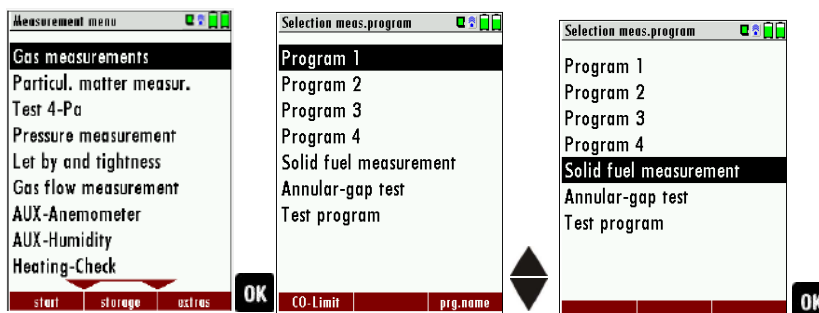 Measurement menu
Gas measurements
Particul. matter measur.
Test 4-Pa
Pressure measurement
Let by and tightness
Gas flow measurement
AUX-Anemometer
AUX-Humidity
Heating-Check
start storage extras
OK
Selection meas.program
Program 1
Program 2
Program 3
Program 4
Solid fuel measurement
Annular-gap test
Test program
CO-Limit prg.name
Selection meas.program
Program 1
Program 2
Program 3
Program 4
Solid fuel measurement
Annular-gap test
Test program
OK